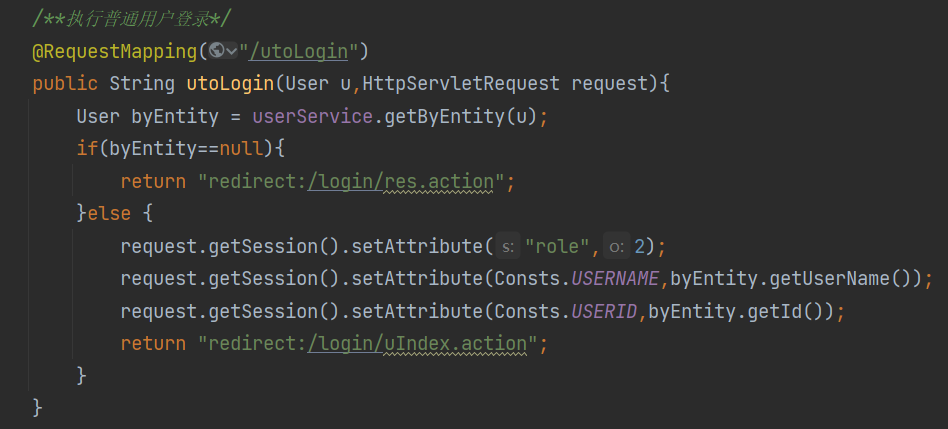 /**执行普通用户登录*/
@RequestMapping("/utoLogin")
public String utoLogin(User u,HttpServletRequest request){
User byEntity = userService.getByEntity(u);
if(byEntity==null){
return "redirect:/login/res.action";
}else {
request.getSession().setAttribute( s: "role", o: 2);
request.getSession().setAttribute(Consts.USERNAME,byEntity.getUserName());
request.getSession().setAttribute(Consts.USERID,byEntity.getId());
return "redirect:/login/uIndex.action";
}
}